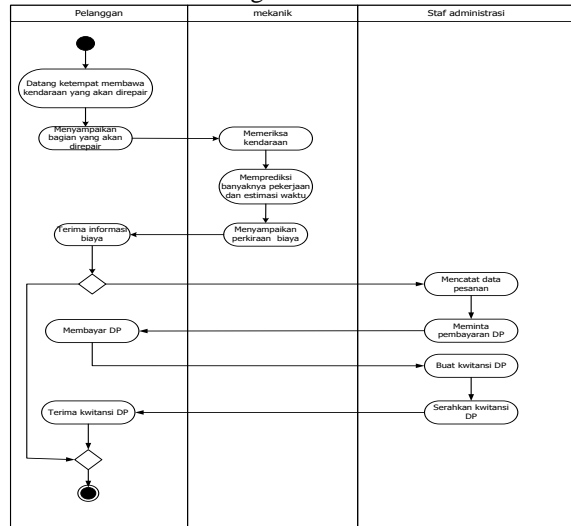 Pelanggan
mekanik
Staf administrasi
Datang ketempat membawa
kendaraan yang akan direpair
Menyampaikan
bagian yang akan
direpair
Memeriksa
kendaraan
Memprediksi
banyaknya pekerjaan
dan estimasi waktu
Menyampaikan
perkiraan biaya
Terima informasi
biaya
Mencatat data
pesanan
Meminta
pembayaran DP
Membayar DP
Buat kwitansi DP
Serahkan kwitansi
DP
Terima kwitansi DP